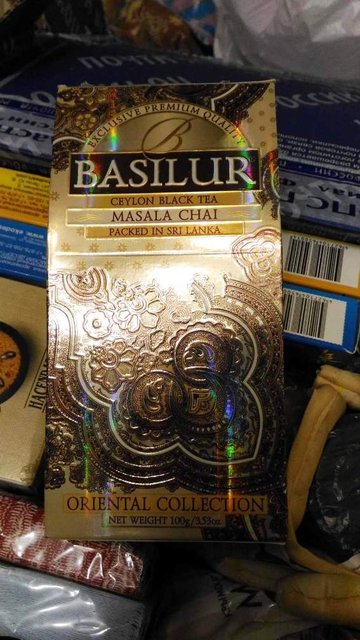 EXCLUSIVE PREMIUM QUALITY
B
BASILUR
CEYLON BLACK TEA
MASALA CHAI
PACKED IN SRI LANKA
ORIENTAL COLLECTION
NET WEIGHT 100g/3.53oz